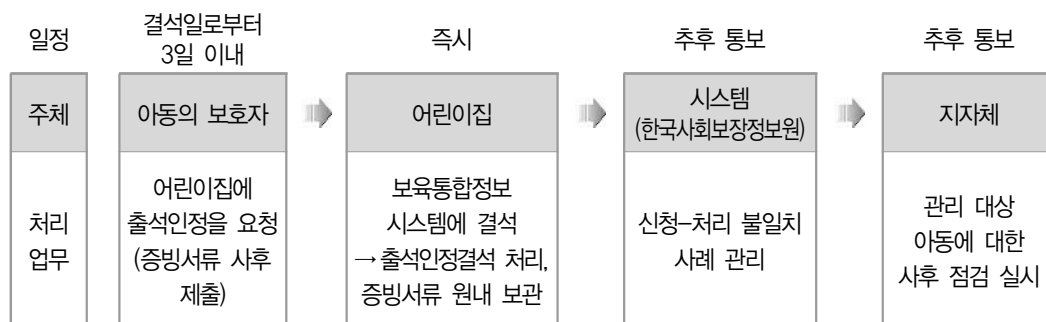 일정
결석일로부터
3일 이내
즉시
추후 통보
추후 통보
주체
아동의 보호자
어린이집
시스템
(한국사회보장정보원)
지자체
처리
업무
어린이집에
출석인정을 요청
(증빙서류 사후
제출)
보육통합정보
시스템에 결석
→출석인정결석 처리,
증빙서류 원내 보관
신청–처리 불일치
사례 관리
관리 대상
아동에 대한
사후 점검 실시